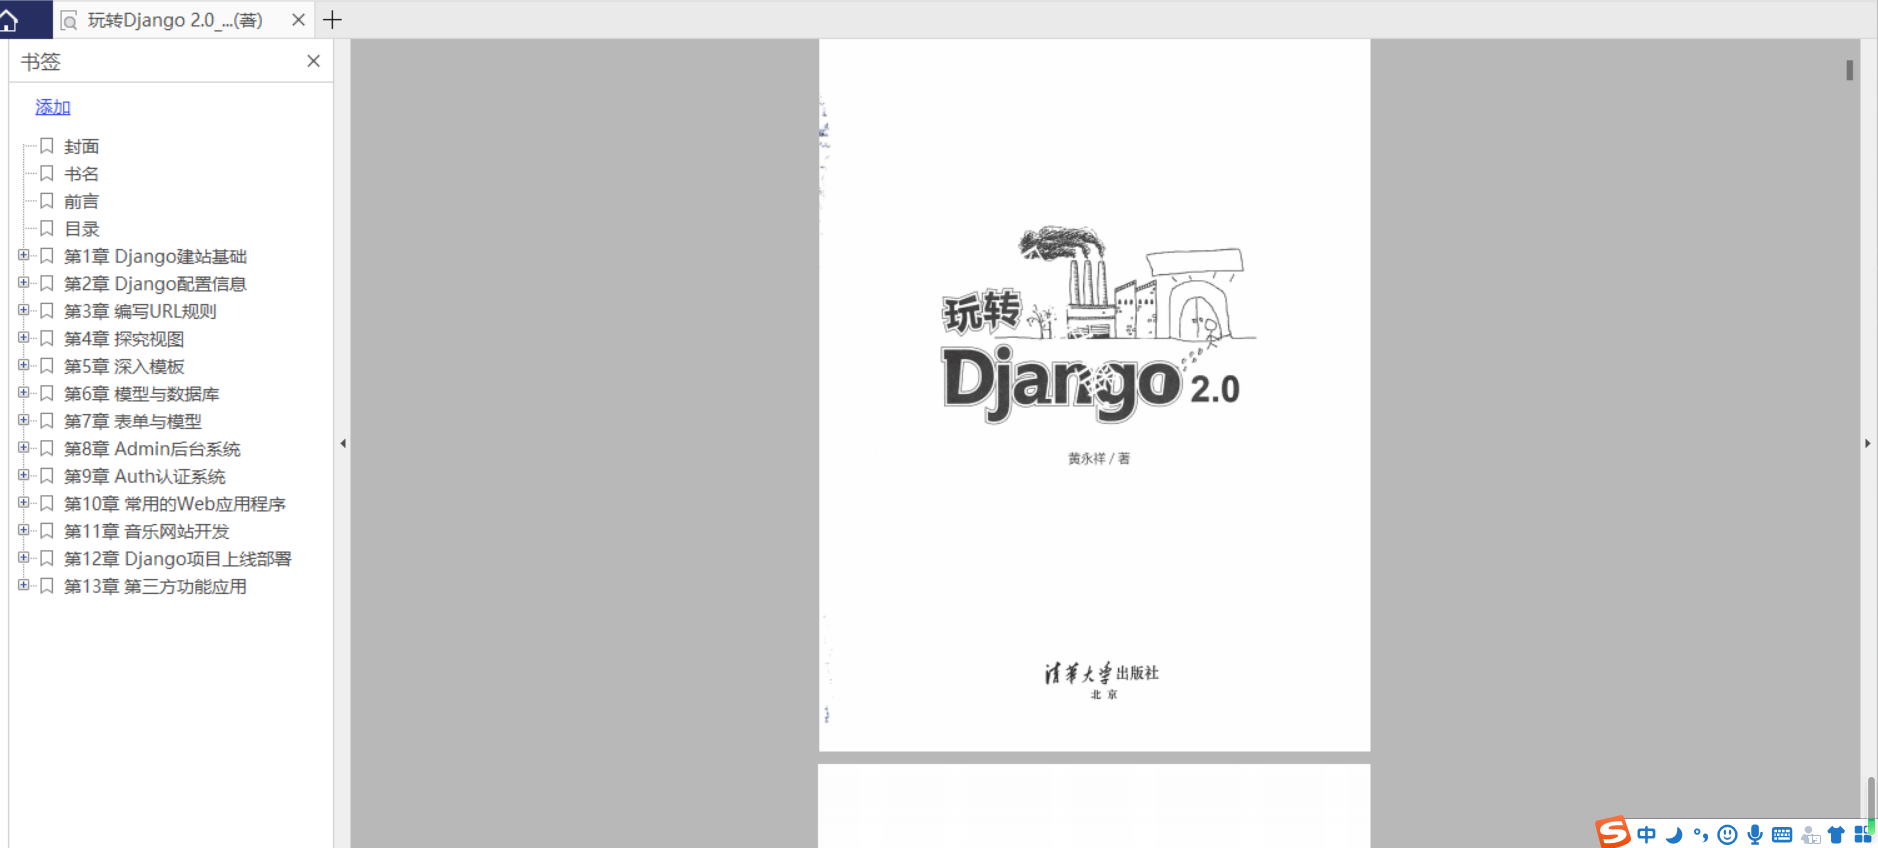 玩转Django 2.0_...(著)
书签
添加
封面
书名
前言
目录
第1章 Django建站基础
第2章 Django配置信息
第3章 编写URL规则
第4章 探究视图
第5章 深入模板
第6章 模型与数据库
第7章 表单与模型
第8章 Admin后台系统
第9章 Auth认证系统
第10章 常用的Web应用程序
第11章 音乐网站开发
第12章 Django项目上线部署
第13章 第三方功能应用
玩转
Django 2.0
黄永祥 / 著
清华大学出版社
北京
中